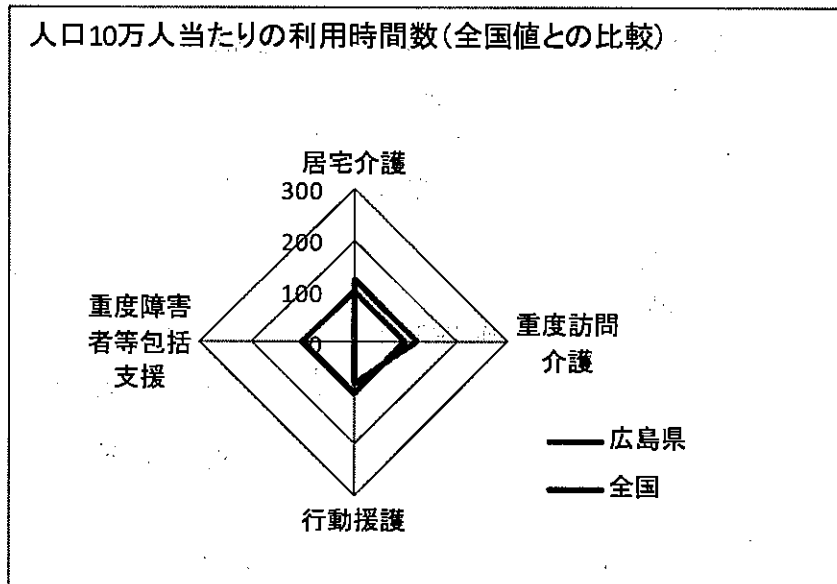 人口10万人当たりの利用時間数(全国値との比較)
居宅介護
300
200
100
0
重度障害
者等包括
支援
重度訪問
介護
行動援護
広島県
全国